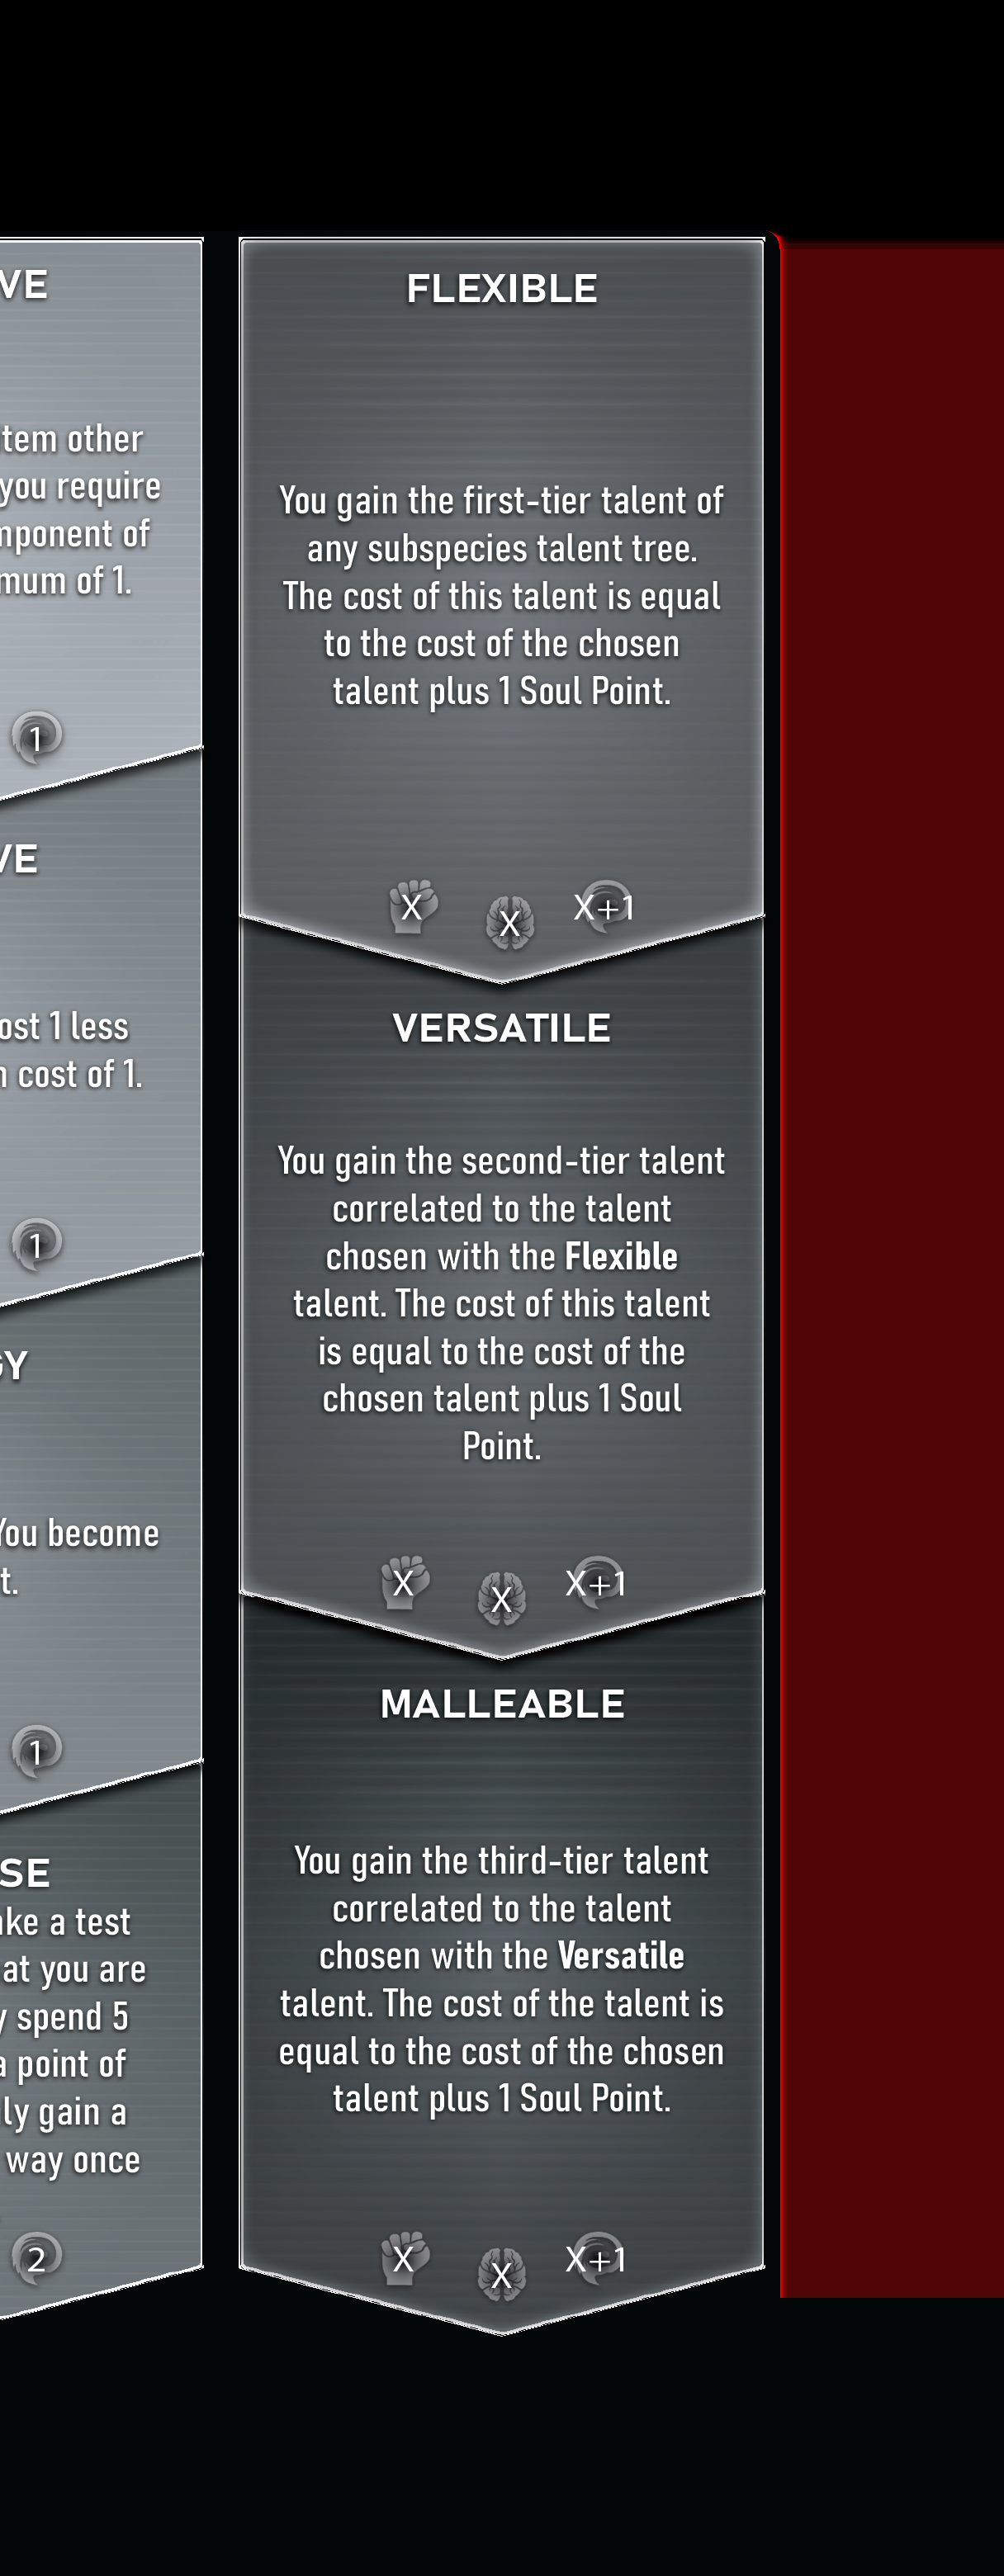 VE
tem other
you require
mponent of
mum of 1.
1
VE
ost 1 less
n cost of 1.
1
GY
You become
t.
1
SE
ake a test
at you are
y spend 5
a point of
ly gain a
way once
2
FLEXIBLE
You gain the first-tier talent of
any subspecies talent tree.
The cost of this talent is equal
to the cost of the chosen
talent plus 1 Soul Point.
X X X+1
VERSATILE
You gain the second-tier talent
correlated to the talent
chosen with the Flexible
talent. The cost of this talent
is equal to the cost of the
chosen talent plus 1 Soul
Point.
X X X+1
MALLEABLE
You gain the third-tier talent
correlated to the talent
chosen with the Versatile
talent. The cost of the talent is
equal to the cost of the chosen
talent plus 1 Soul Point.
X X X+1